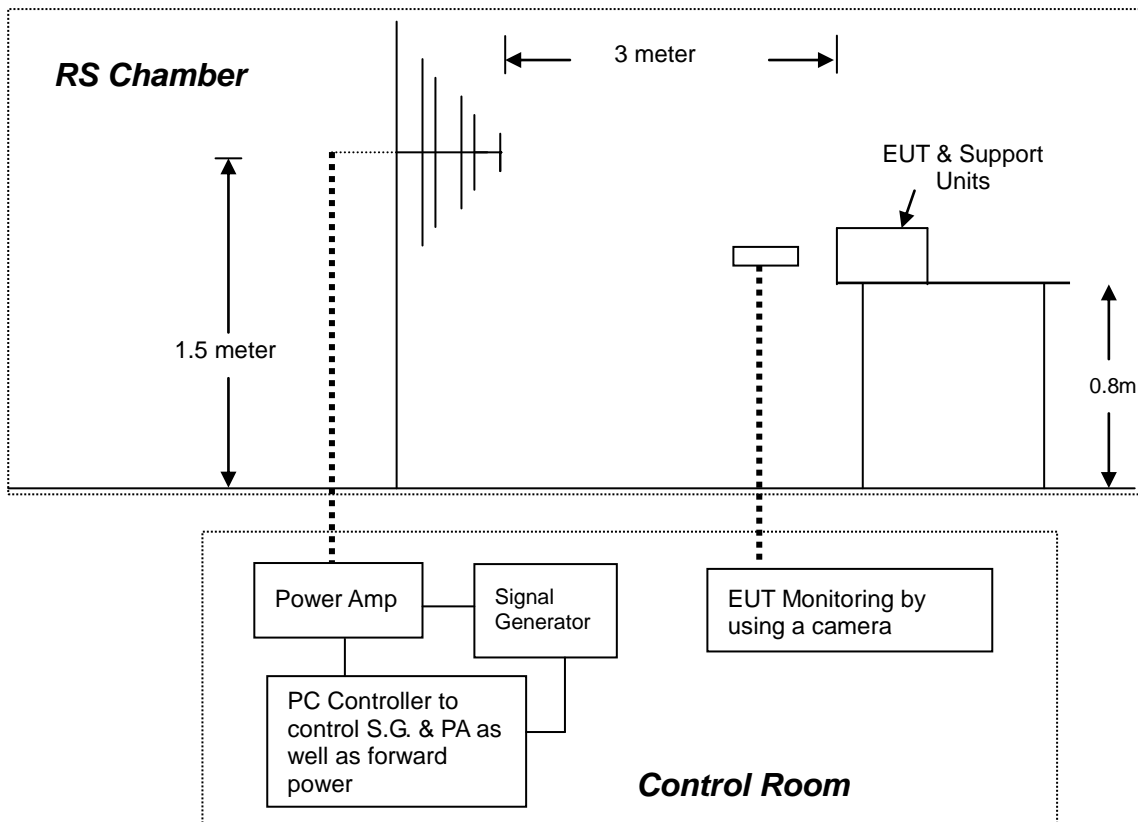 3 meter
RS Chamber
EUT & Support
Units
1.5 meter
0.8m
Power Amp
Signal
Generator
EUT Monitoring by
using a camera
PC Controller to
control S.G. & PA as
well as forward
power
Control Room